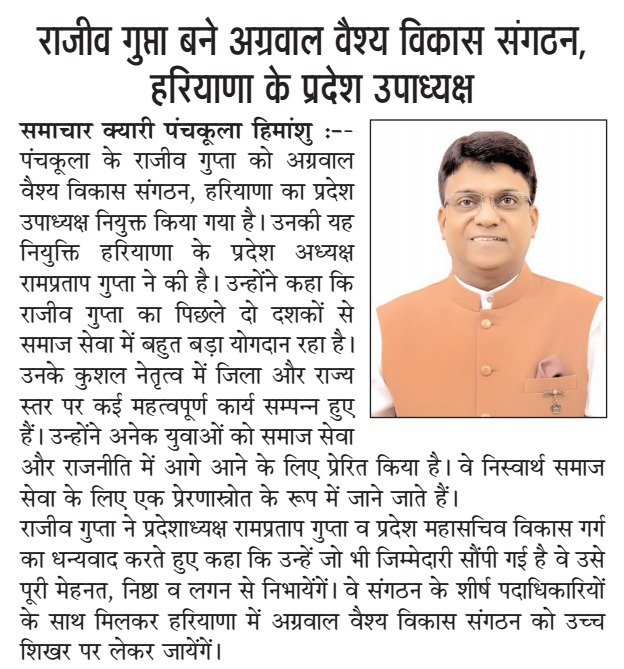 राजीव गुप्ता बने अग्रवाल वैश्य विकास संगठन,
हरियाणा के प्रदेश उपाध्यक्ष
समाचार क्यारी पंचकूला हिमांशु :--
पंचकूला के राजीव गुप्ता को अग्रवाल
वैश्य विकास संगठन, हरियाणा का प्रदेश
उपाध्यक्ष नियुक्त किया गया है। उनकी यह
नियुक्ति हरियाणा के प्रदेश अध्यक्ष
रामप्रताप गुप्ता ने की है। उन्होंने कहा कि
राजीव गुप्ता का पिछले दो दशकों से
समाज सेवा में बहुत बड़ा योगदान रहा है।
उनके कुशल नेतृत्व में जिला और राज्य
स्तर पर कई महत्वपूर्ण कार्य सम्पन्न हुए
हैं। उन्होंने अनेक युवाओं को समाज सेवा
और राजनीति में आगे आने के लिए प्रेरित किया है। वे निस्वार्थ समाज
सेवा के लिए एक प्रेरणास्त्रोत के रूप में जाने जाते हैं।
राजीव गुप्ता ने प्रदेशाध्यक्ष रामप्रताप गुप्ता व प्रदेश महासचिव विकास गर्ग
का धन्यवाद करते हुए कहा कि उन्हें जो भी जिम्मेदारी सौंपी गई है वे उसे
पूरी मेहनत, निष्ठा व लगन से निभायेंगें। वे संगठन के शीर्ष पदाधिकारियों
के साथ मिलकर हरियाणा में अग्रवाल वैश्य विकास संगठन को उच्च
शिखर पर लेकर जायेंगें।